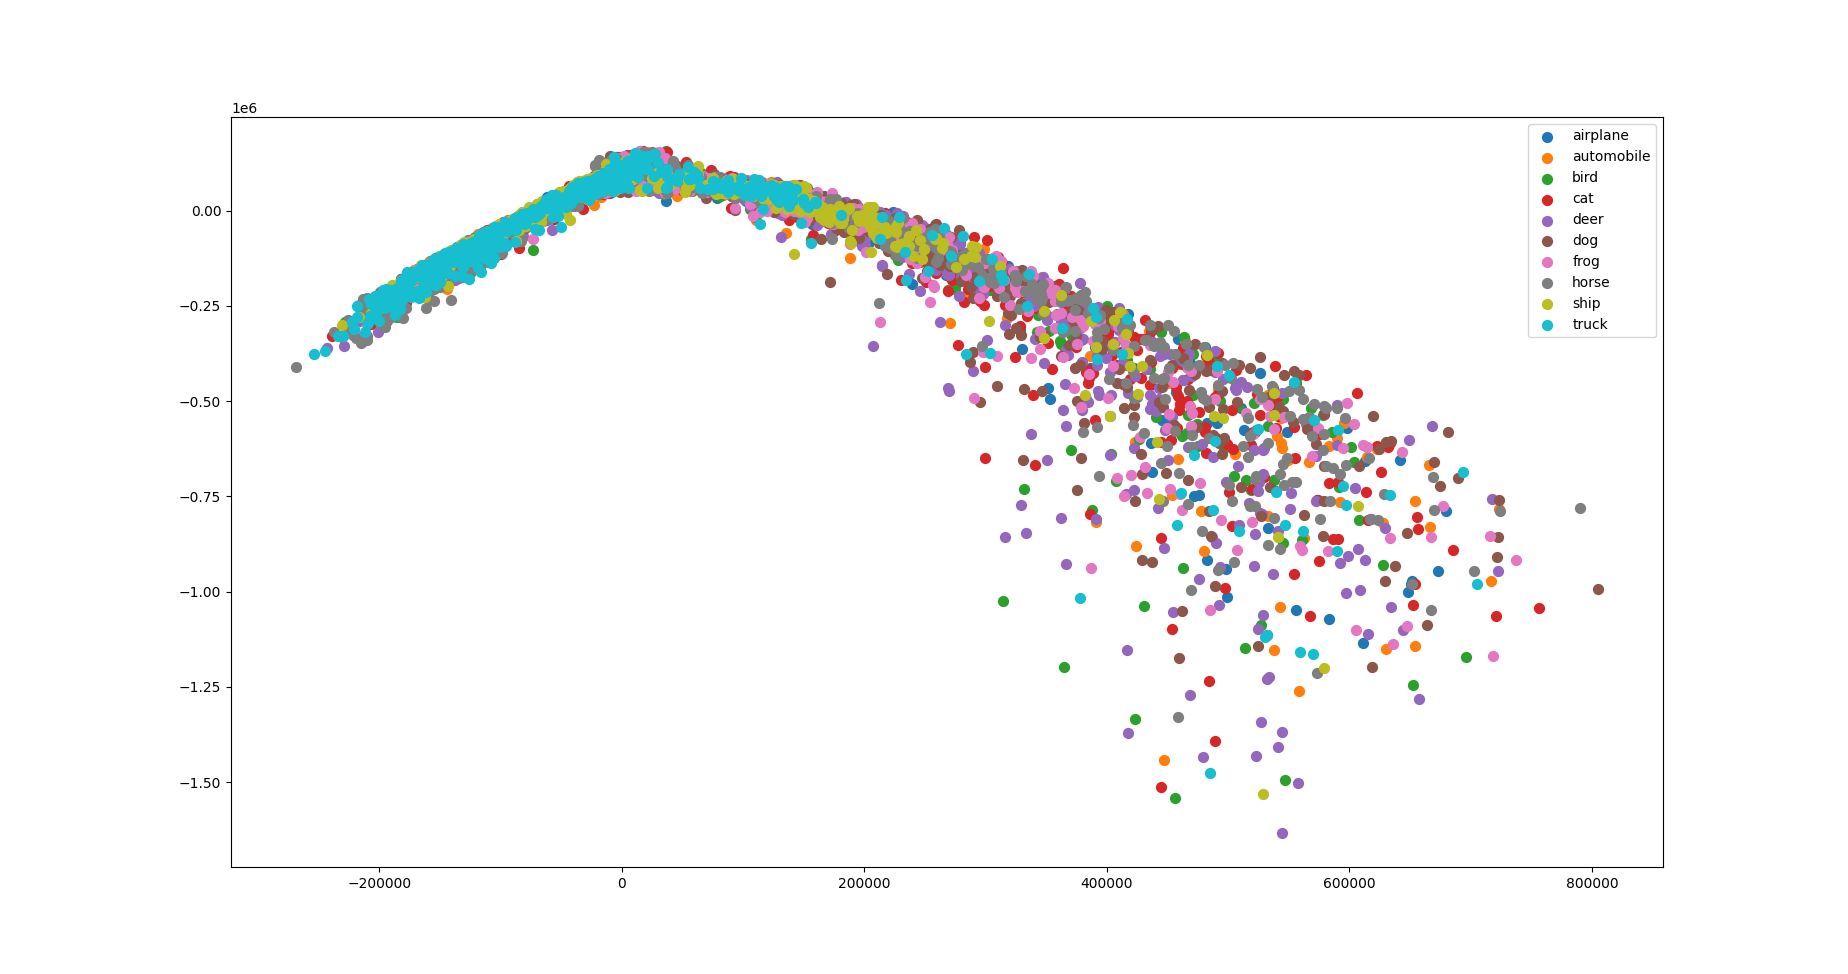 1e6
airplane
automobile
bird
cat
deer
dog
frog
horse
ship
truck
0.00
−0.25
−0.50
−0.75
−1.00
−1.25
−1.50
−200000 0 200000 400000 600000 800000